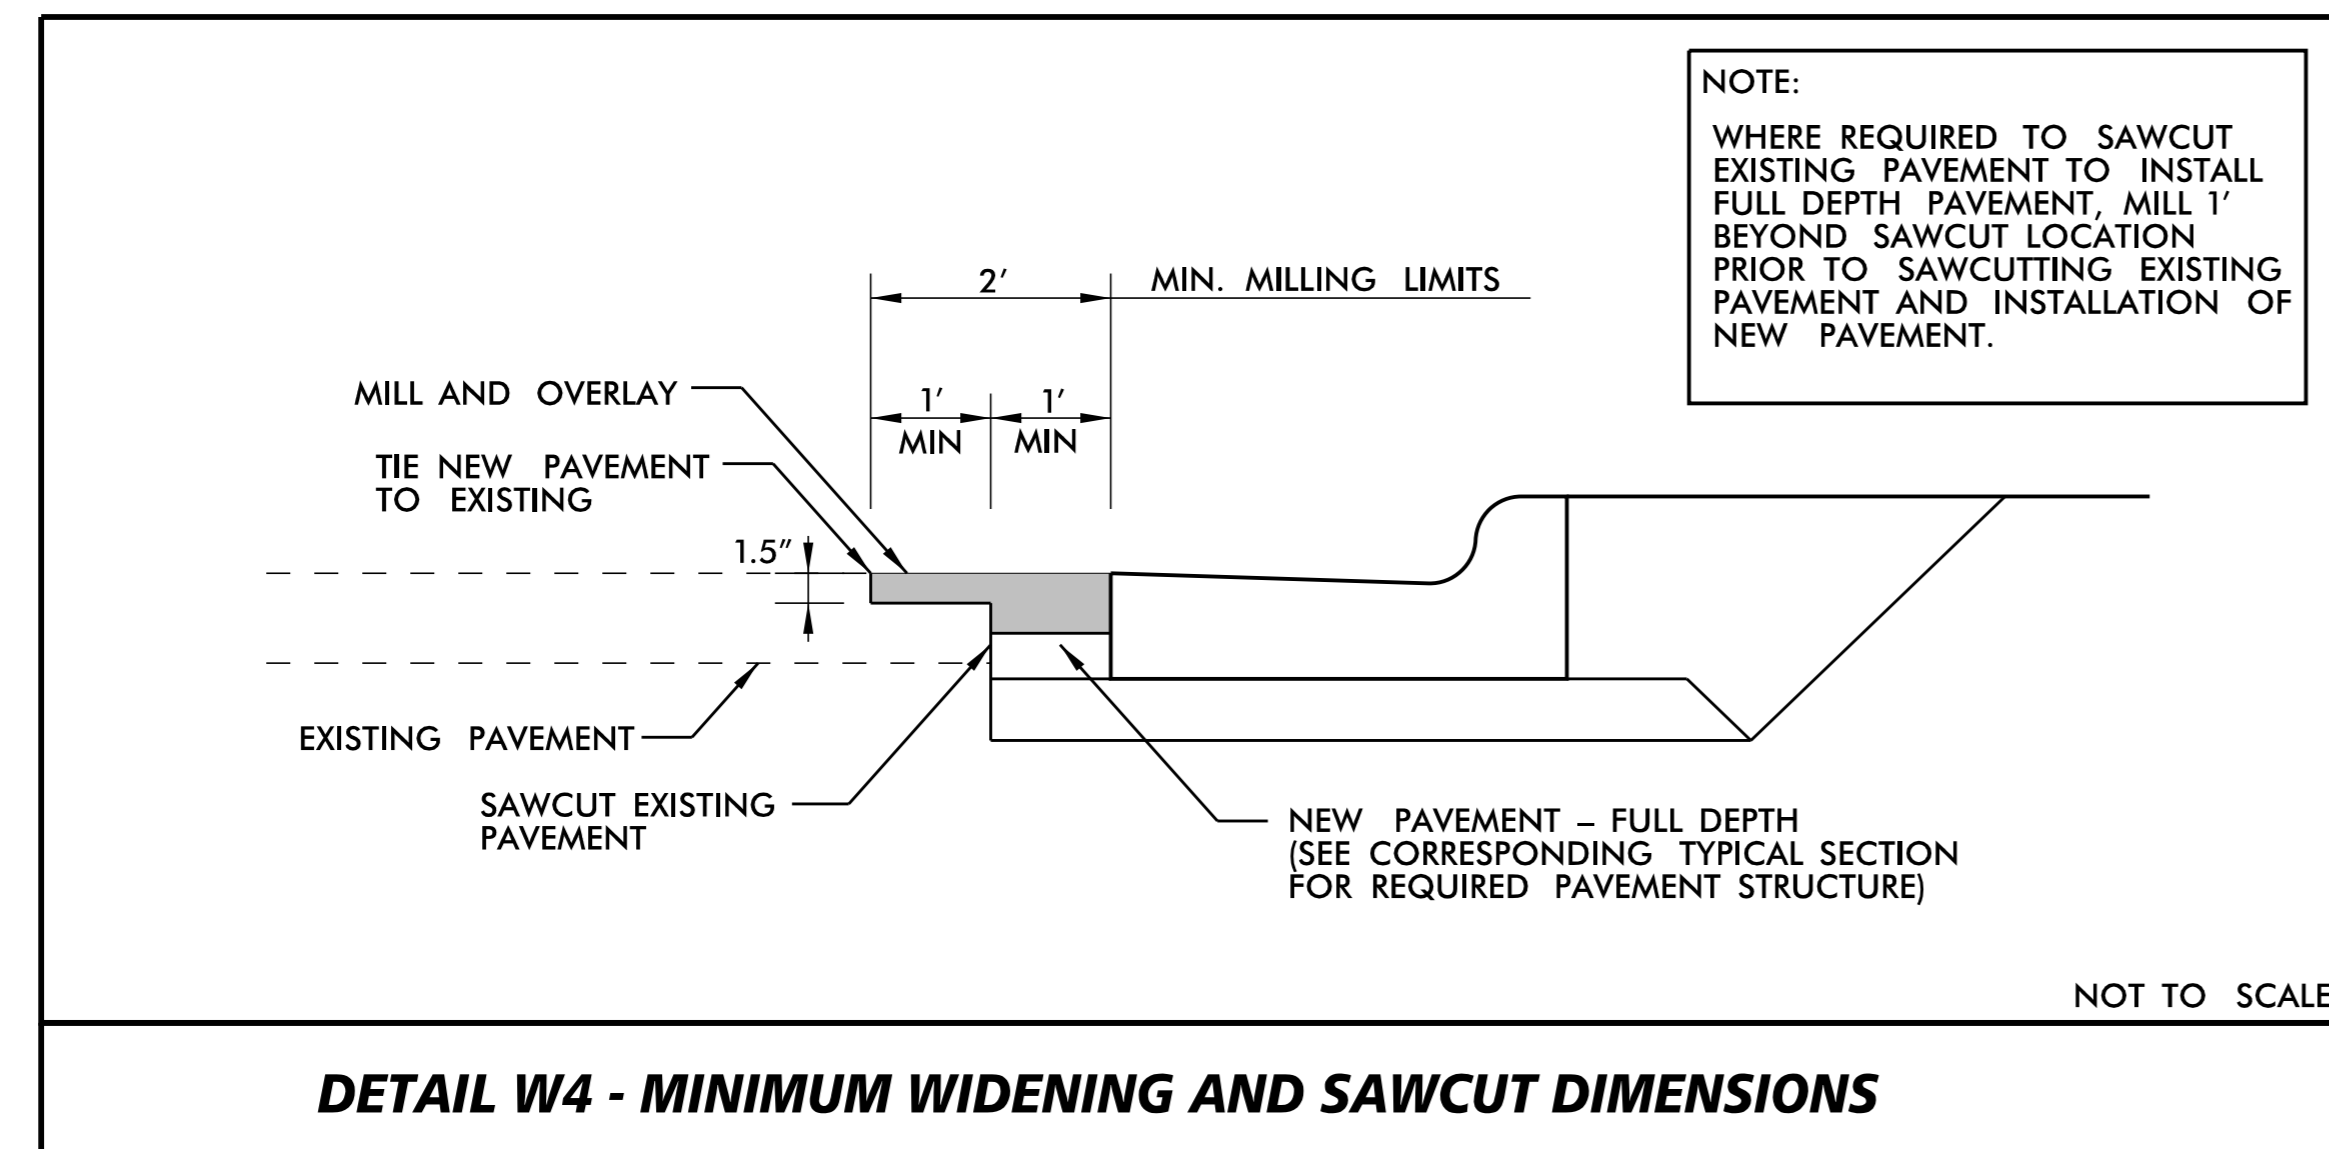 NOTE:
WHERE REQUIRED TO SAWCUT
EXISTING PAVEMENT TO INSTALL
FULL DEPTH PAVEMENT, MILL 1′
BEYOND SAWCUT LOCATION
PRIOR TO SAWCUTTING EXISTING
PAVEMENT AND INSTALLATION OF
NEW PAVEMENT.
2′ MIN. MILLING LIMITS
MILL AND OVERLAY
1′ 1′
MIN MIN
TIE NEW PAVEMENT
TO EXISTING
1.5″
EXISTING PAVEMENT
SAWCUT EXISTING
PAVEMENT
NEW PAVEMENT – FULL DEPTH
(SEE CORRESPONDING TYPICAL SECTION
FOR REQUIRED PAVEMENT STRUCTURE)
NOT TO SCALE
DETAIL W4 - MINIMUM WIDENING AND SAWCUT DIMENSIONS